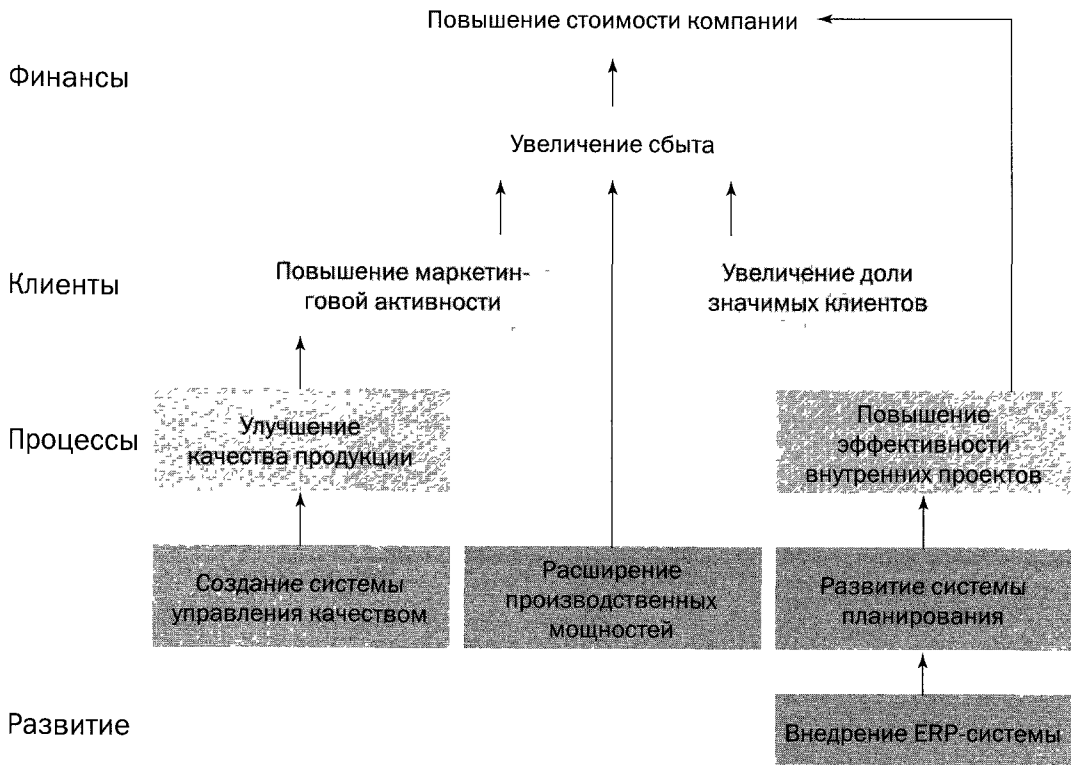 Повышение стоимости компании
Финансы
Увеличение сбыта
Клиенты
Повышение маркетин-
говой активности
Увеличение доли
значимых клиентов
Процессы
Улучшение
качества продукции
Повышение
эффективности
внутренних проектов
Создание системы
управления качеством
Расширение
производственных
мощностей
Развитие системы
планирования
Развитие
Внедрение ERP-системы